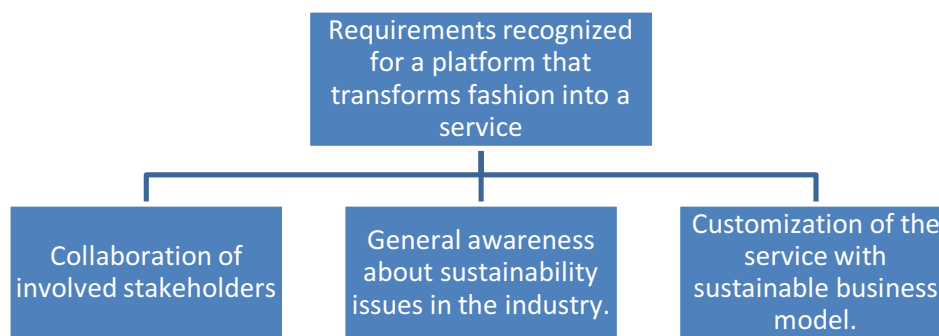 Requirements recognized
for a platform that
transforms fashion into a
service
Collaboration of
involved stakeholders
General awareness
about sustainability
issues in the industry.
Customization of the
service with
sustainable business
model.